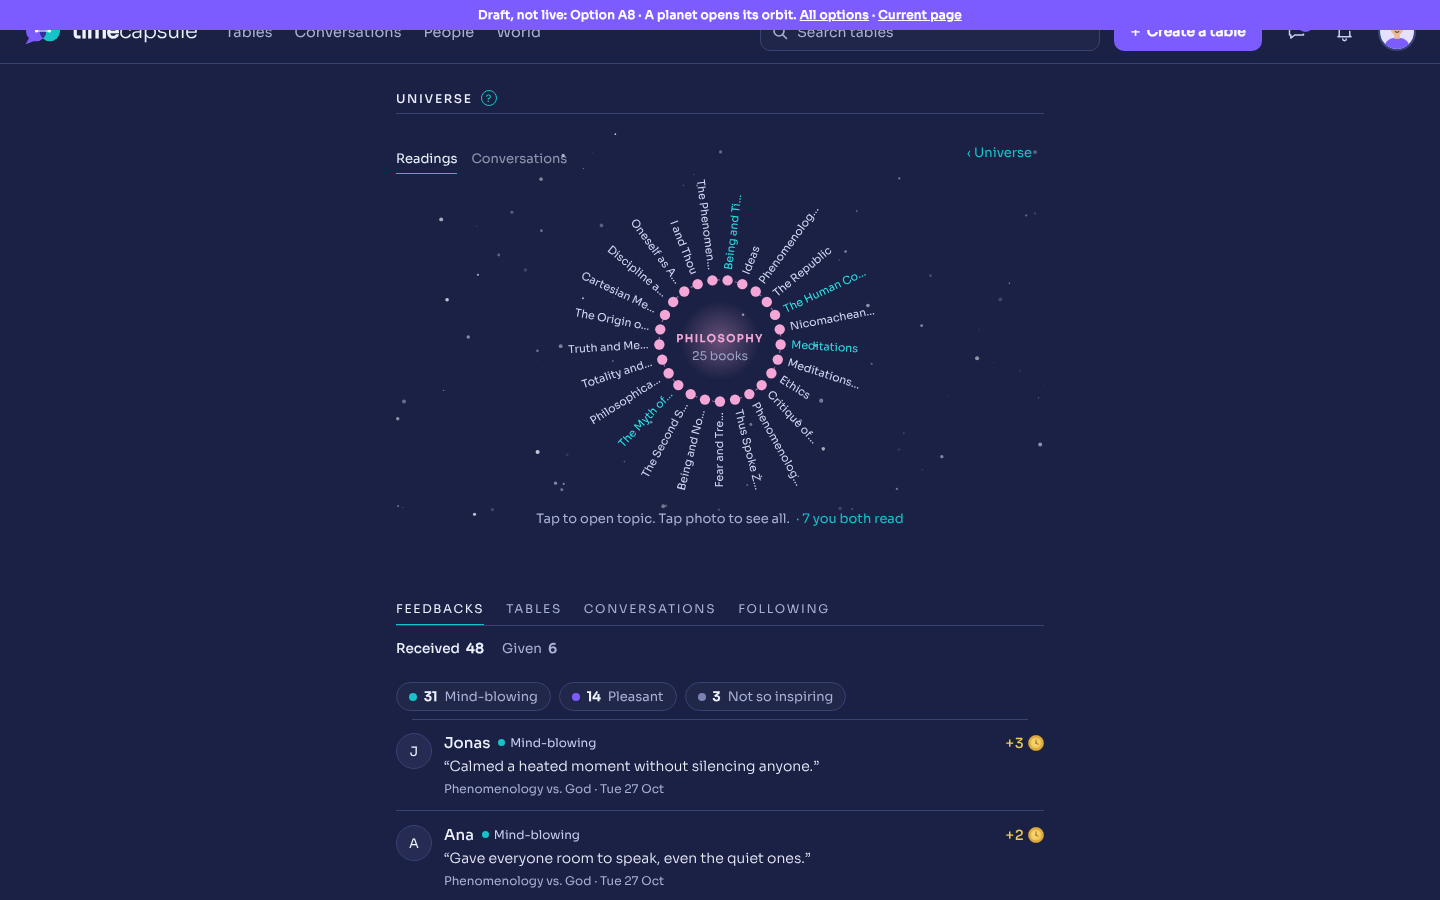 Draft, not live: Option A8 · A planet opens its orbit. All options · Current page
timecapsule Tables Conversations People World Search tables + Create a table
UNIVERSE ?
Readings Conversations ‹ Universe
The Phenomen...
Being and Ti...
Ideas
Phenomenolog...
The Republic
The Human Co...
Nicomachean...
Meditations
Meditations...
Ethics
Critique of...
Phenomenolog...
Thus Spoke Z...
Fear and Tre...
Being and No...
The Second S...
The Myth of...
Philosophica...
Totality and...
Truth and Me...
The Origin o...
Cartesian Me...
Discipline a...
Oneself as A...
I and Thou
PHILOSOPHY
25 books
Tap to open topic. Tap photo to see all. · 7 you both read
FEEDBACKS TABLES CONVERSATIONS FOLLOWING
Received 48 Given 6
31 Mind-blowing 14 Pleasant 3 Not so inspiring
J Jonas Mind-blowing +3
“Calmed a heated moment without silencing anyone.”
Phenomenology vs. God · Tue 27 Oct
A Ana Mind-blowing +2
“Gave everyone room to speak, even the quiet ones.”
Phenomenology vs. God · Tue 27 Oct